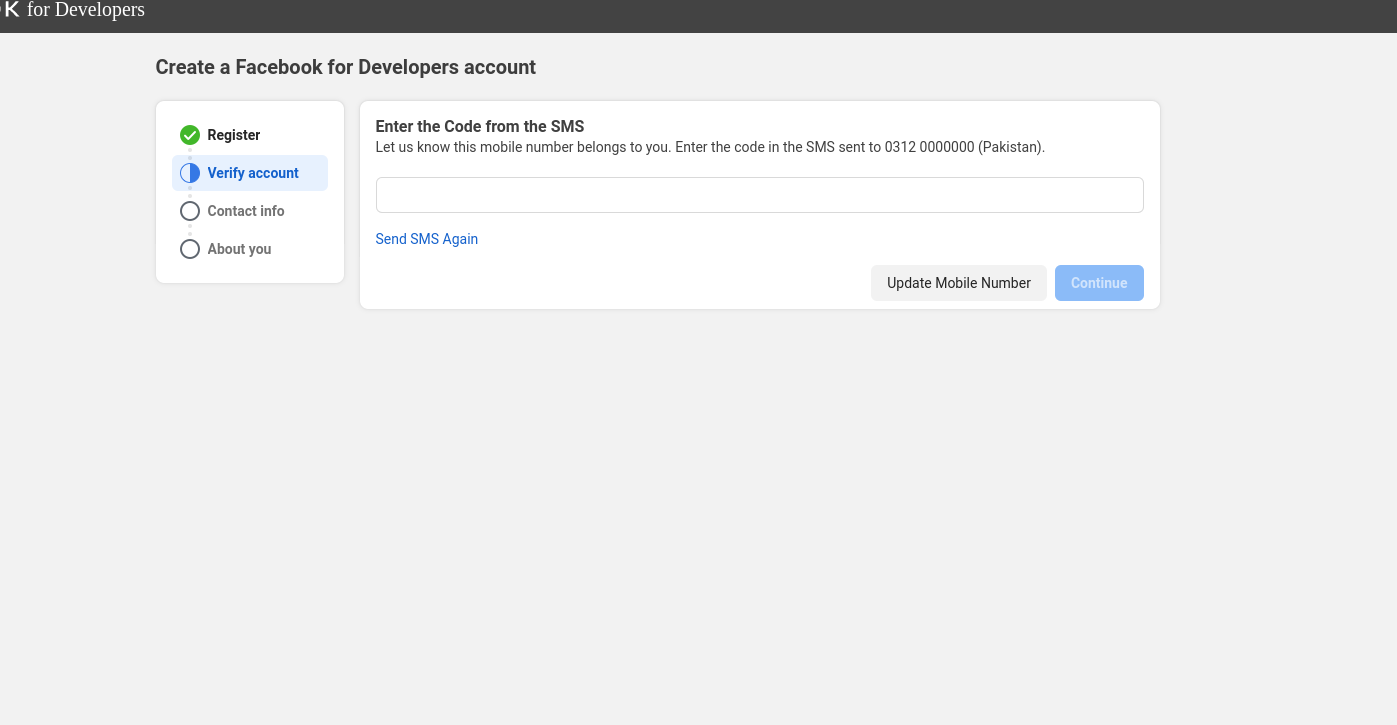 K for Developers
Create a Facebook for Developers account
Register
Verify account
Contact info
About you
Enter the Code from the SMS
Let us know this mobile number belongs to you. Enter the code in the SMS sent to 0312 0000000 (Pakistan).
Send SMS Again
Update Mobile Number
Continue